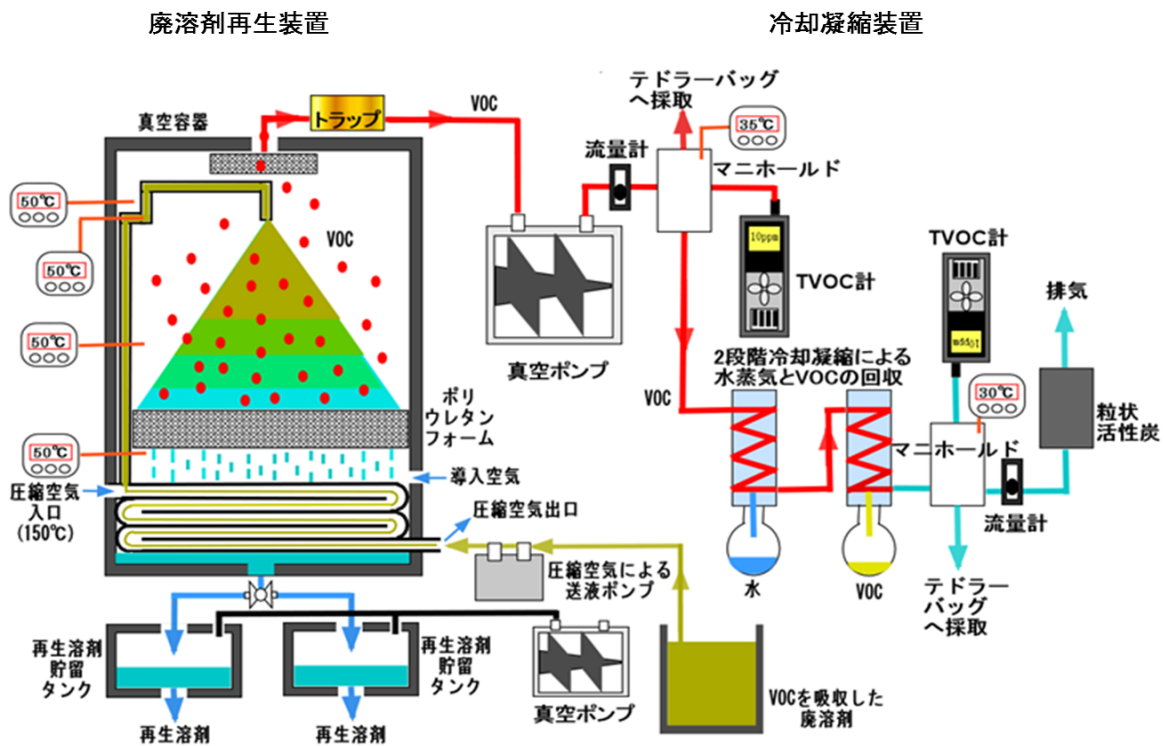 廃溶剤再生装置
冷却凝縮装置
真空容器
トラップ
VOC
テドラーバッグ
へ採取
35℃
流量計
マニホールド
50℃
50℃
VOC
10ppm
TVOC計
TVOC計
10ppm
排気
50℃
真空ポンプ
2段階冷却凝縮による
水蒸気とVOCの回収
VOC
30℃
粒状
活性炭
ポリ
ウレタン
フォーム
マニホールド
50℃
導入空気
圧縮空気
入口
(150℃)
圧縮空気出口
流量計
圧縮空気による
送液ポンプ
水
VOC
テドラー
バッグ
へ採取
再生溶剤
貯留
タンク
再生溶剤
貯留
タンク
真空ポンプ
VOCを吸収した
廃溶剤
再生溶剤
再生溶剤